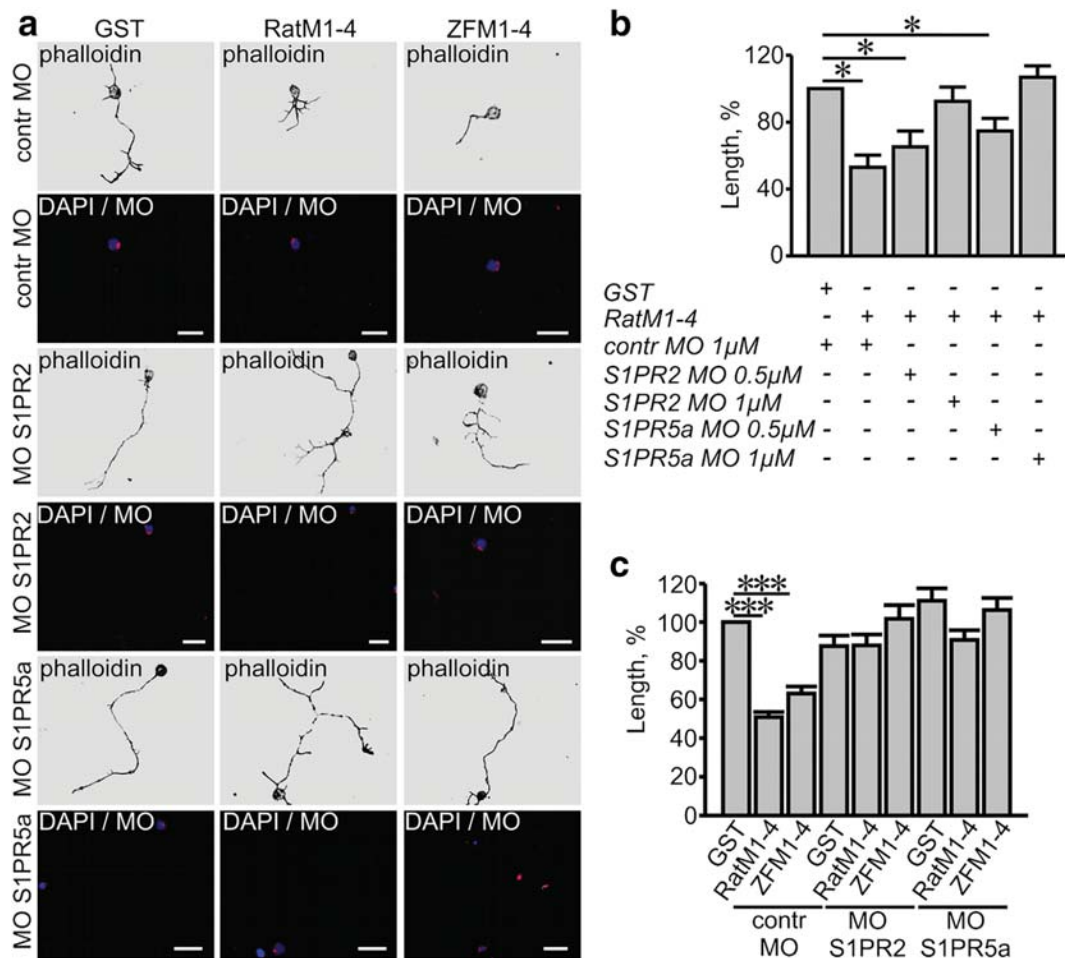 a
GST RatM1-4 ZFM1-4
contr MO
phalloidin phalloidin phalloidin
contr MO
DAPI / MO DAPI / MO DAPI / MO
MO S1PR2
phalloidin phalloidin phalloidin
MO S1PR2
DAPI / MO DAPI / MO DAPI / MO
MO S1PR5a
phalloidin phalloidin phalloidin
MO S1PR5a
DAPI / MO DAPI / MO DAPI / MO
b
Length, %
120
80
40
0
*
*
*
GST + - - - - -
RatM1-4 - + + + + +
contr MO 1µM + + - - - -
S1PR2 MO 0.5µM - - + - - -
S1PR2 MO 1µM - - - + - -
S1PR5a MO 0.5µM - - - - + -
S1PR5a MO 1µM - - - - - +
c
Length, %
120
100
80
60
40
20
0
***
***
GST RatM1-4 ZFM1-4 GST RatM1-4 ZFM1-4 GST RatM1-4 ZFM1-4
contr MO MO
MO S1PR2 S1PR5a